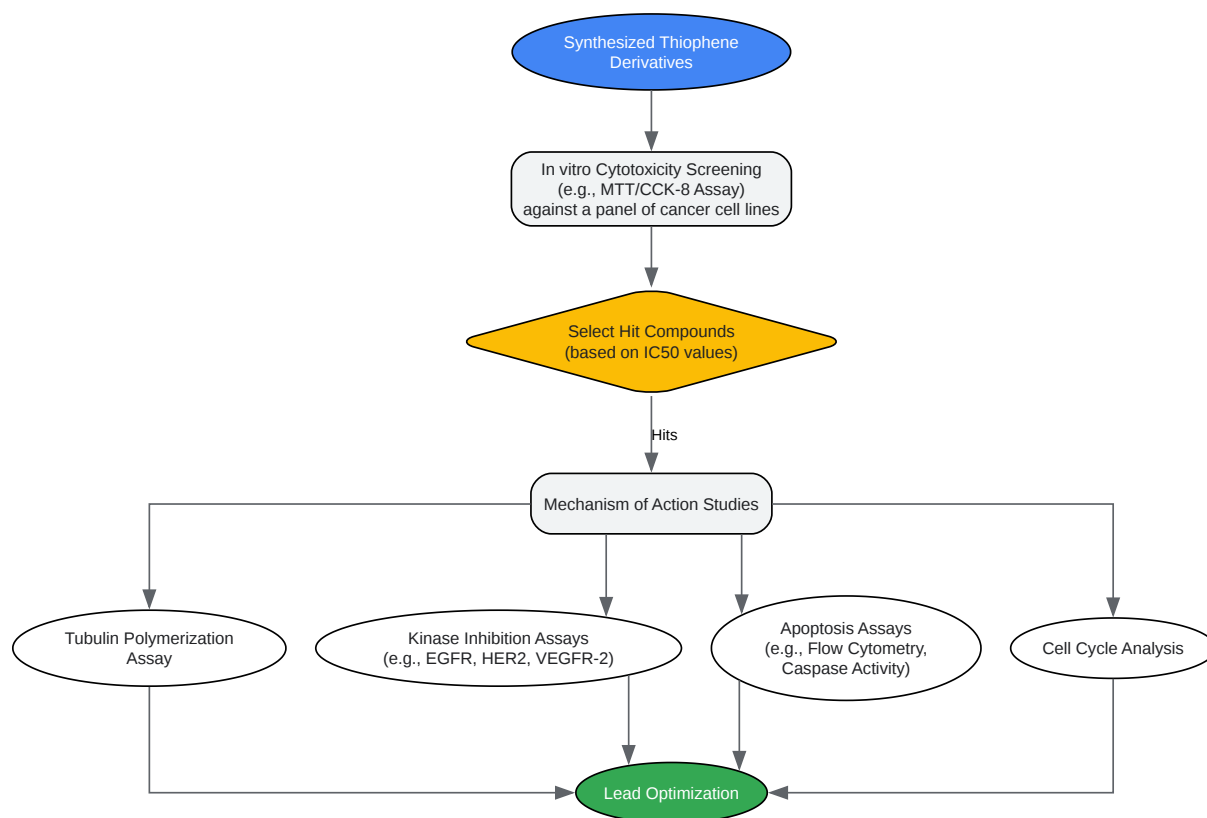 Synthesized Thiophene
Derivatives
In vitro Cytotoxicity Screening
(e.g., MTT/CCK-8 Assay)
against a panel of cancer cell lines
Select Hit Compounds
(based on IC50 values)
Hits
Mechanism of Action Studies
Tubulin Polymerization
Assay
Kinase Inhibition Assays
(e.g., EGFR, HER2, VEGFR-2)
Apoptosis Assays
(e.g., Flow Cytometry,
Caspase Activity)
Cell Cycle Analysis
Lead Optimization